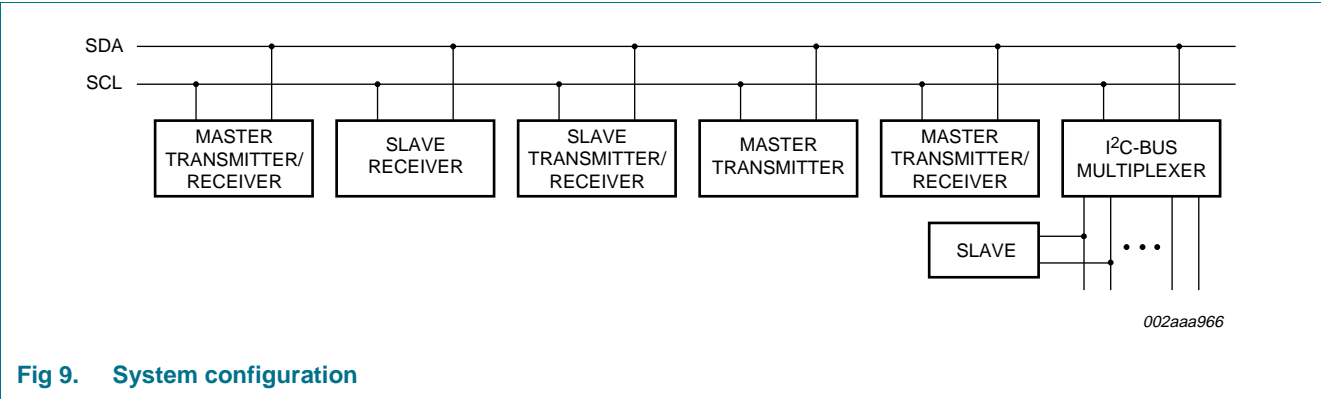 SDA
SCL
MASTER
TRANSMITTER/
RECEIVER
SLAVE
RECEIVER
SLAVE
TRANSMITTER/
RECEIVER
MASTER
TRANSMITTER
MASTER
TRANSMITTER/
RECEIVER
I²C-BUS
MULTIPLEXER
SLAVE
002aaa966
Fig 9. System configuration